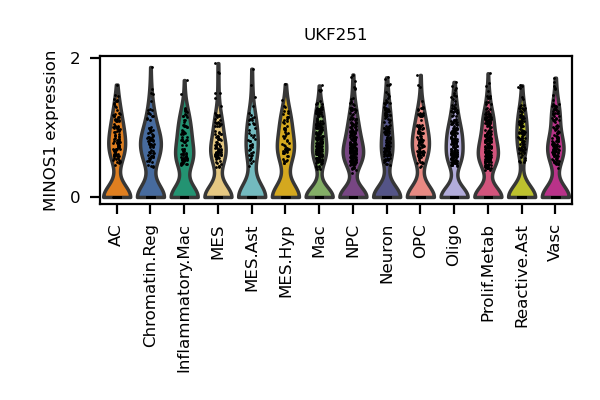 UKF251
MINOS1 expression
2
0
AC
Chromatin.Reg
Inflammatory.Mac
MES
MES.Ast
MES.Hyp
Mac
NPC
Neuron
OPC
Oligo
Prolif.Metab
Reactive.Ast
Vasc